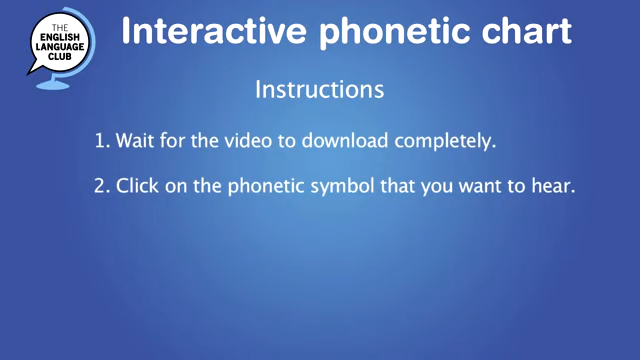 THE
ENGLISH
LANGUAGE
CLUB
Interactive phonetic chart
Instructions
1. Wait for the video to download completely.
2. Click on the phonetic symbol that you want to hear.